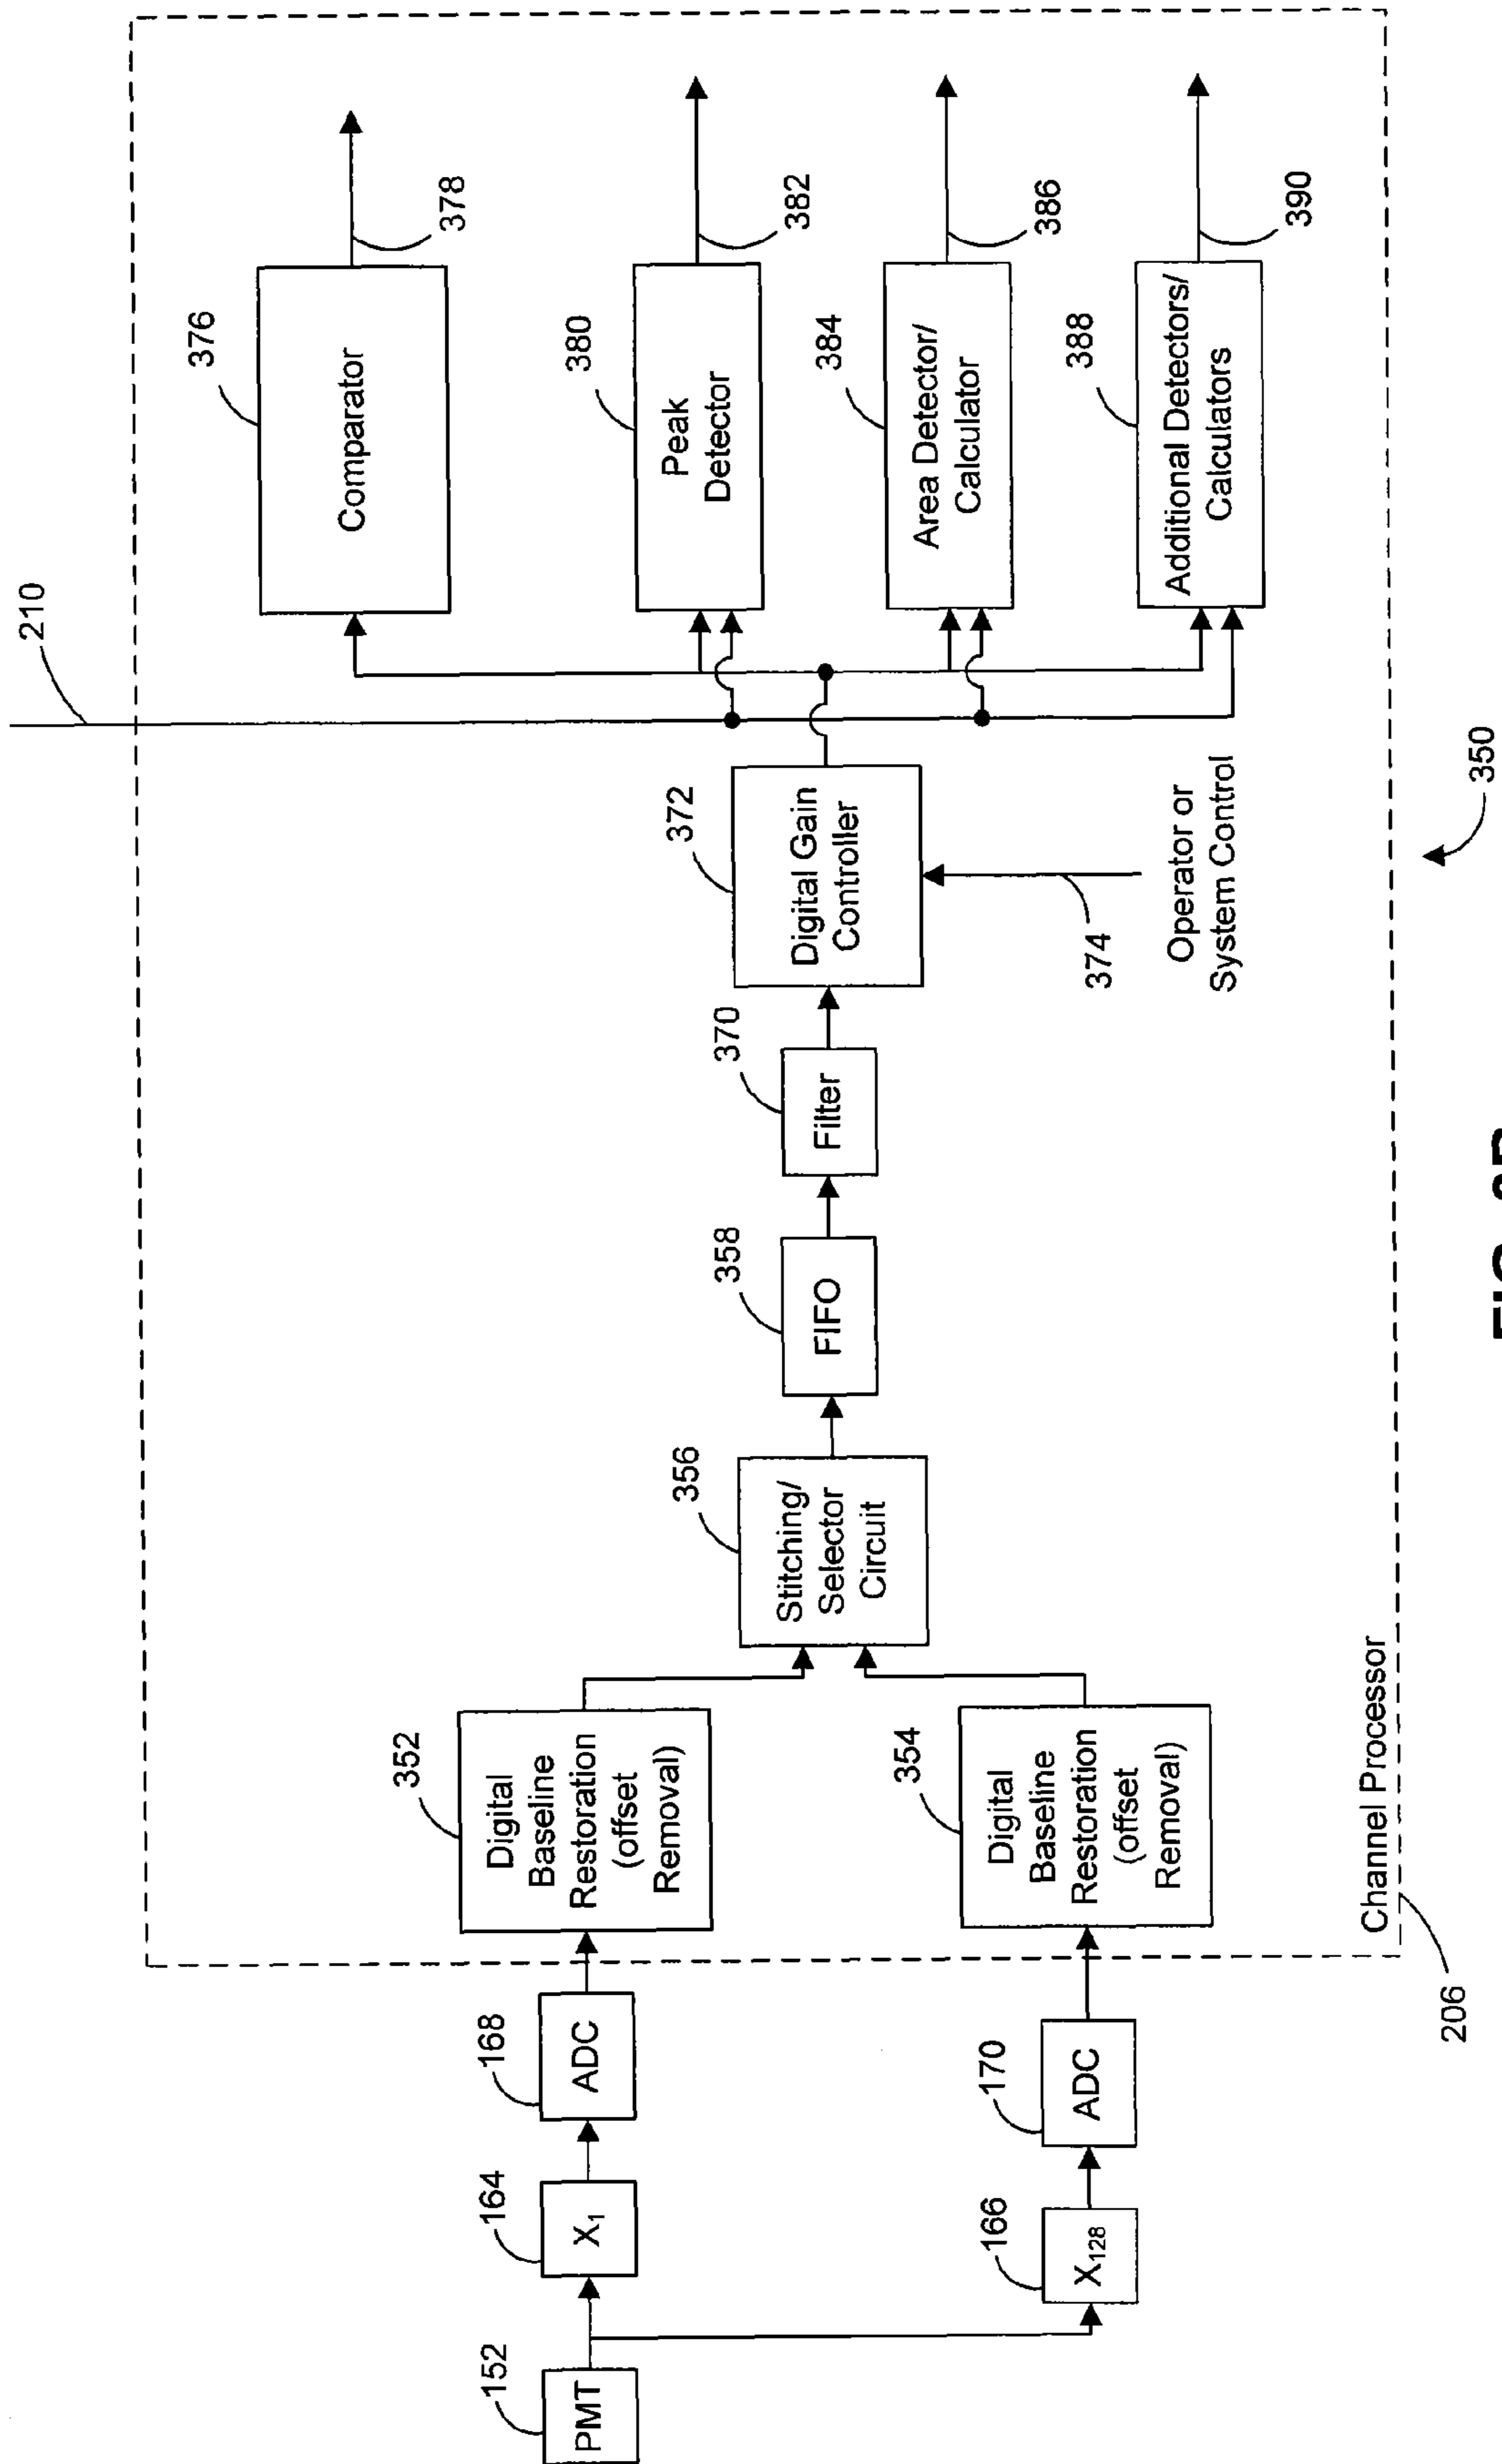 210
376
Comparator
378
380
Peak
Detector
382
384
Area Detector/
Calculator
386
388
Additional Detectors/
Calculators
390
372
Digital Gain
Controller
374
Operator or
System Control
370
Filter
358
FIFO
356
Stitching/
Selector
Circuit
352
Digital
Baseline
Restoration
(offset
Removal)
354
Digital
Baseline
Restoration
(offset
Removal)
168
ADC
170
ADC
164
X1
166
X128
152
PMT
Channel Processor
206
350